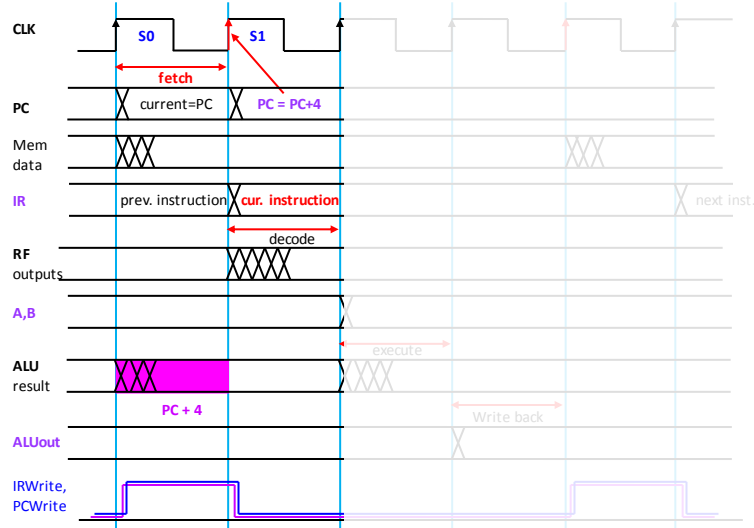 CLK
S0
S1
fetch
PC
current=PC
PC = PC+4
Mem
data
IR
prev. instruction
cur. instruction
next inst.
decode
RF
outputs
A,B
execute
ALU
result
PC + 4
Write back
ALUout
IRWrite,
PCWrite